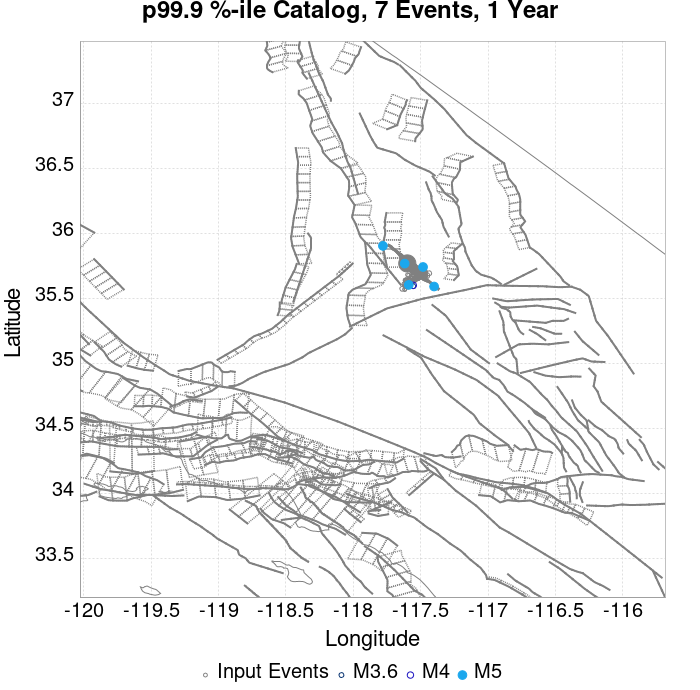 p99.9 %-ile Catalog, 7 Events, 1 Year
37
36.5
36
35.5
35
34.5
34
33.5
Latitude
-120 -119.5 -119 -118.5 -118 -117.5 -117 -116.5 -116
Longitude
Input Events M3.6 M4 M5